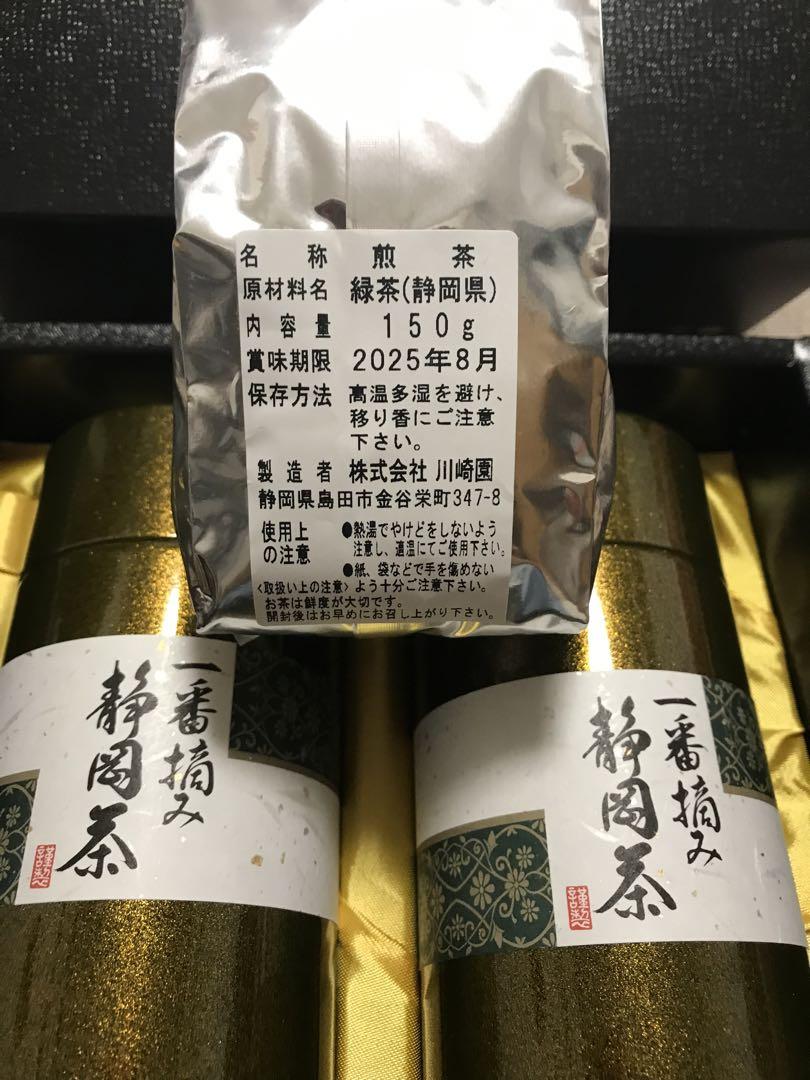 名称 煎茶
原材料名 緑茶(静岡県)
内容量 150g
賞味期限 2025年8月
保存方法 高温多湿を避け、
移り香にご注意
下さい。
製造者 株式会社 川崎園
静岡県島田市金谷栄町347-8
使用上の注意 ●熱湯でやけどをしないよう
注意し、適温にてご使用下さい。
●紙、袋などで手を傷めない
よう十分ご注意下さい。
<取扱い上の注意>
お茶は鮮度が大切です。
開封後はお早めにお召し上がり下さい。
一番摘み
静岡茶
謹製
一番摘み
静岡茶
謹製